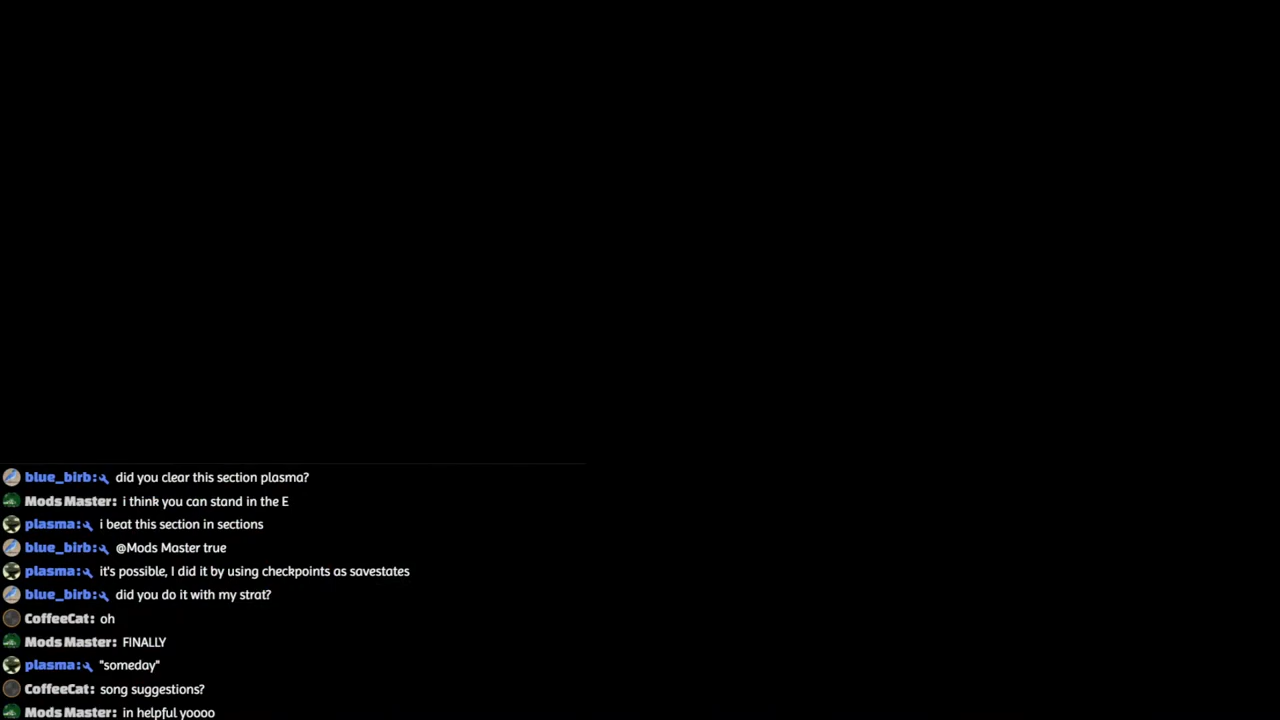 blue_birb: did you clear this section plasma?
Mods Master: i think you can stand in the E
plasma: i beat this section in sections
blue_birb: @Mods Master true
plasma: it's possible, I did it by using checkpoints as savestates
blue_birb: did you do it with my strat?
CoffeeCat: oh
Mods Master: FINALLY
plasma: "someday"
CoffeeCat: song suggestions?
Mods Master: in helpful yoooo